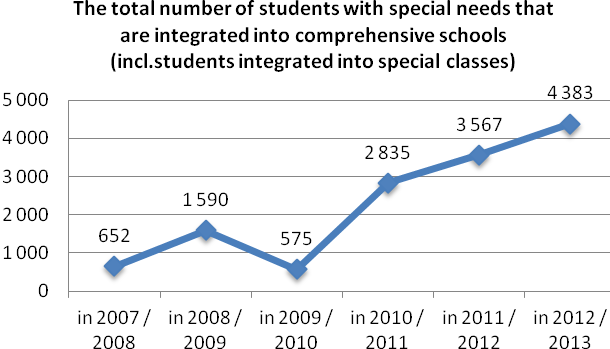 The total number of students with special needs that
are integrated into comprehensive schools
(incl.students integrated into special classes)
5 000
4 000
3 000
2 000
1 000
0
652
1 590
575
2 835
3 567
4 383
in 2007 / 2008
in 2008 / 2009
in 2009 / 2010
in 2010 / 2011
in 2011 / 2012
in 2012 / 2013